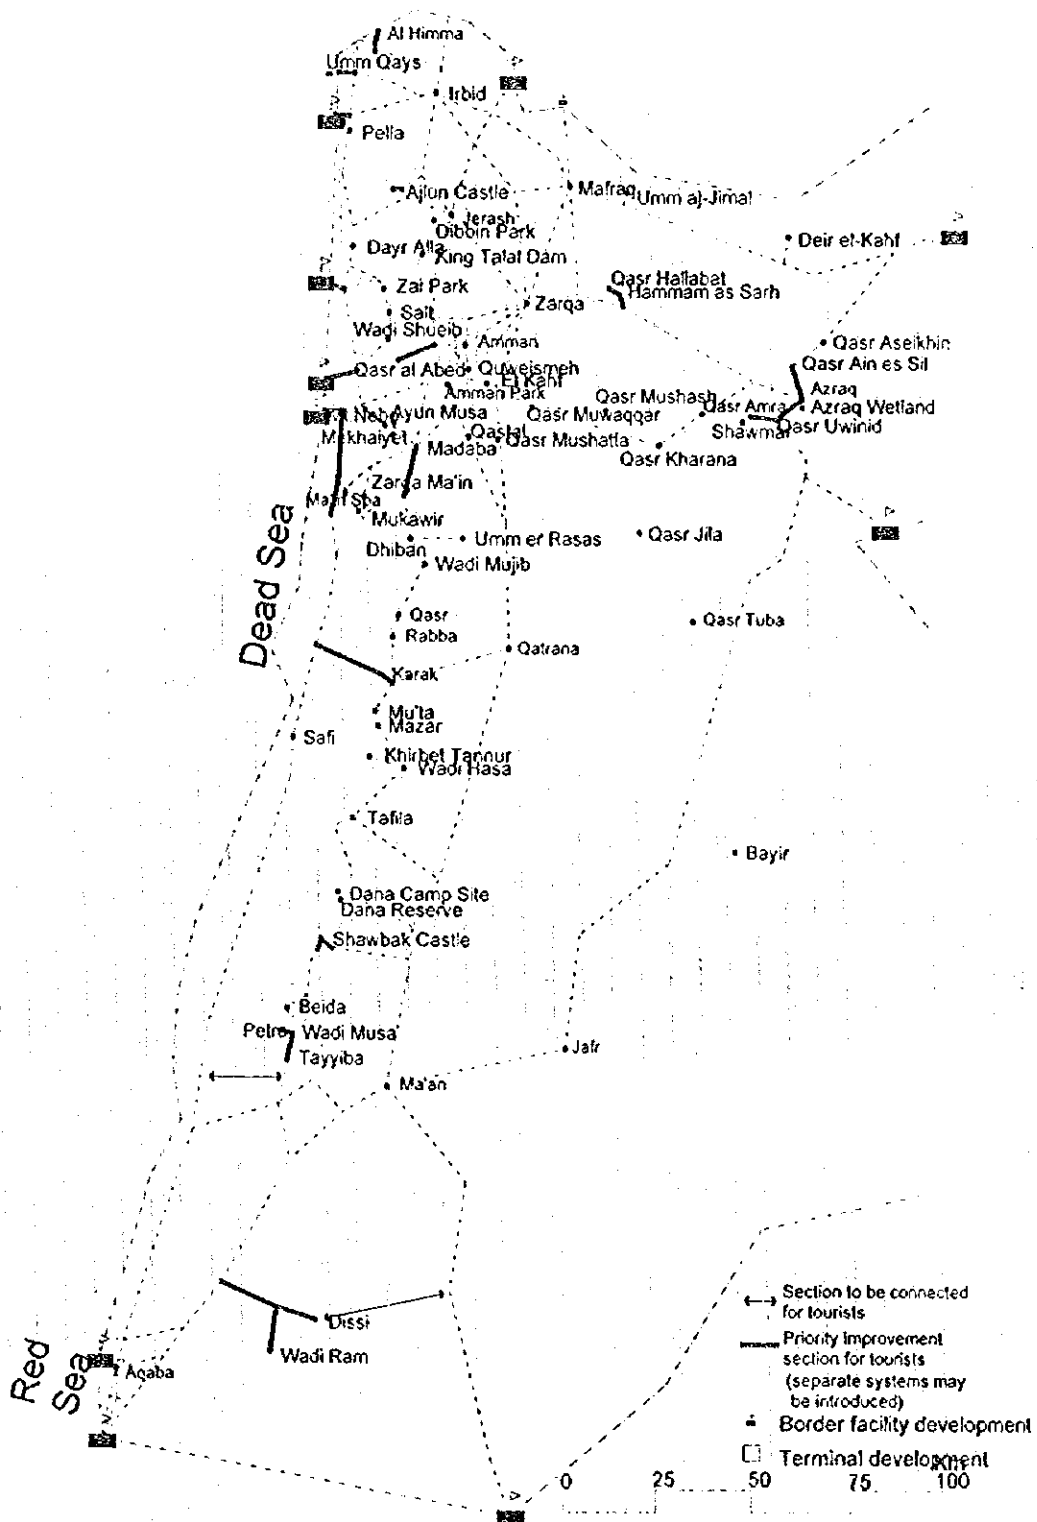 Al Himma
Umm Qays
Irbid
Pella
Ajlun Castle
Mafraq
Umm aj-Jimal
Jerash
Dibbin Park
Dayr Alla
King Talal Dam
Deir el-Kahf
Zai Park
Qasr Hallabat
Hammam as Sarh
Salt
Zarqa
Wadi Shueib
Amman
Qasr Aseikhin
Qasr al Abed
Quweismeh
Qasr Ain es Sil
El Kahf
Amman Park
Qasr Mushash
Azraq
Nebo
Ayun Musa
Qasr Muwaqqar
Qasr Amra
Azraq Wetland
Mekhaiyet
Qastal
Qasr Mushatta
Shawmari
Qasr Uwinid
Madaba
Qasr Kharana
Zarqa Ma'in
Ma'in Spa
Mukawir
Dhiban
Umm er Rasas
Qasr Jila
Wadi Mujib
Dead Sea
Qasr
Rabba
Qasr Tuba
Qatrana
Karak
Mu'ta
Mazar
Safi
Khirbet Tannur
Wadi Hasa
Tafila
Bayir
Dana Camp Site
Dana Reserve
Shawbak Castle
Beida
Petra
Wadi Musa
Tayyiba
Jafr
Ma'an
Dissi
Wadi Ram
Red
Sea
Aqaba
Section to be connected
for tourists
Priority Improvement
section for tourists
(separate systems may
be introduced)
Border facility development
Terminal development
Km
0 25 50 75 100